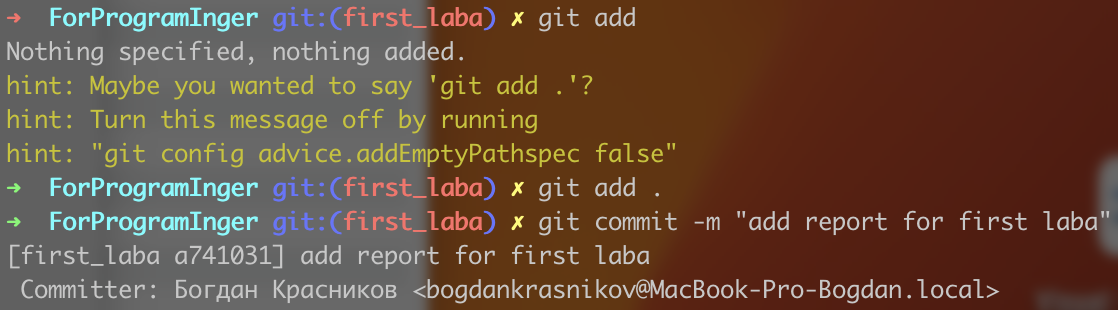 ➜  ForProgramInger git:(first_laba) ✗ git add
Nothing specified, nothing added.
hint: Maybe you wanted to say 'git add .'?
hint: Turn this message off by running
hint: "git config advice.addEmptyPathspec false"
➜  ForProgramInger git:(first_laba) ✗ git add .
➜  ForProgramInger git:(first_laba) ✗ git commit -m "add report for first laba"
[first_laba a741031] add report for first laba
 Committer: Богдан Красников <bogdankrasnikov@MacBook-Pro-Bogdan.local>